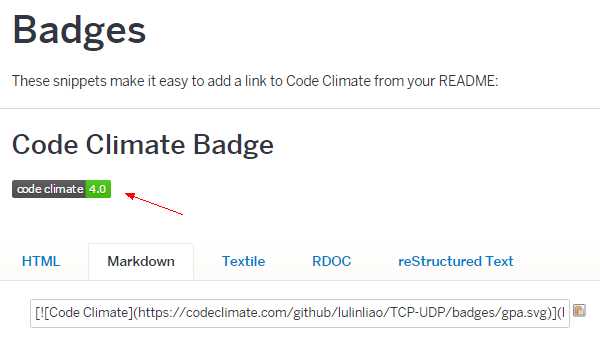 Badges
These snippets make it easy to add a link to Code Climate from your README:
Code Climate Badge
code climate 4.0
HTML Markdown Textile RDOC reStructured Text
[![Code Climate](https://codeclimate.com/github/lulinliao/TCP-UDP/badges/gpa.svg)](